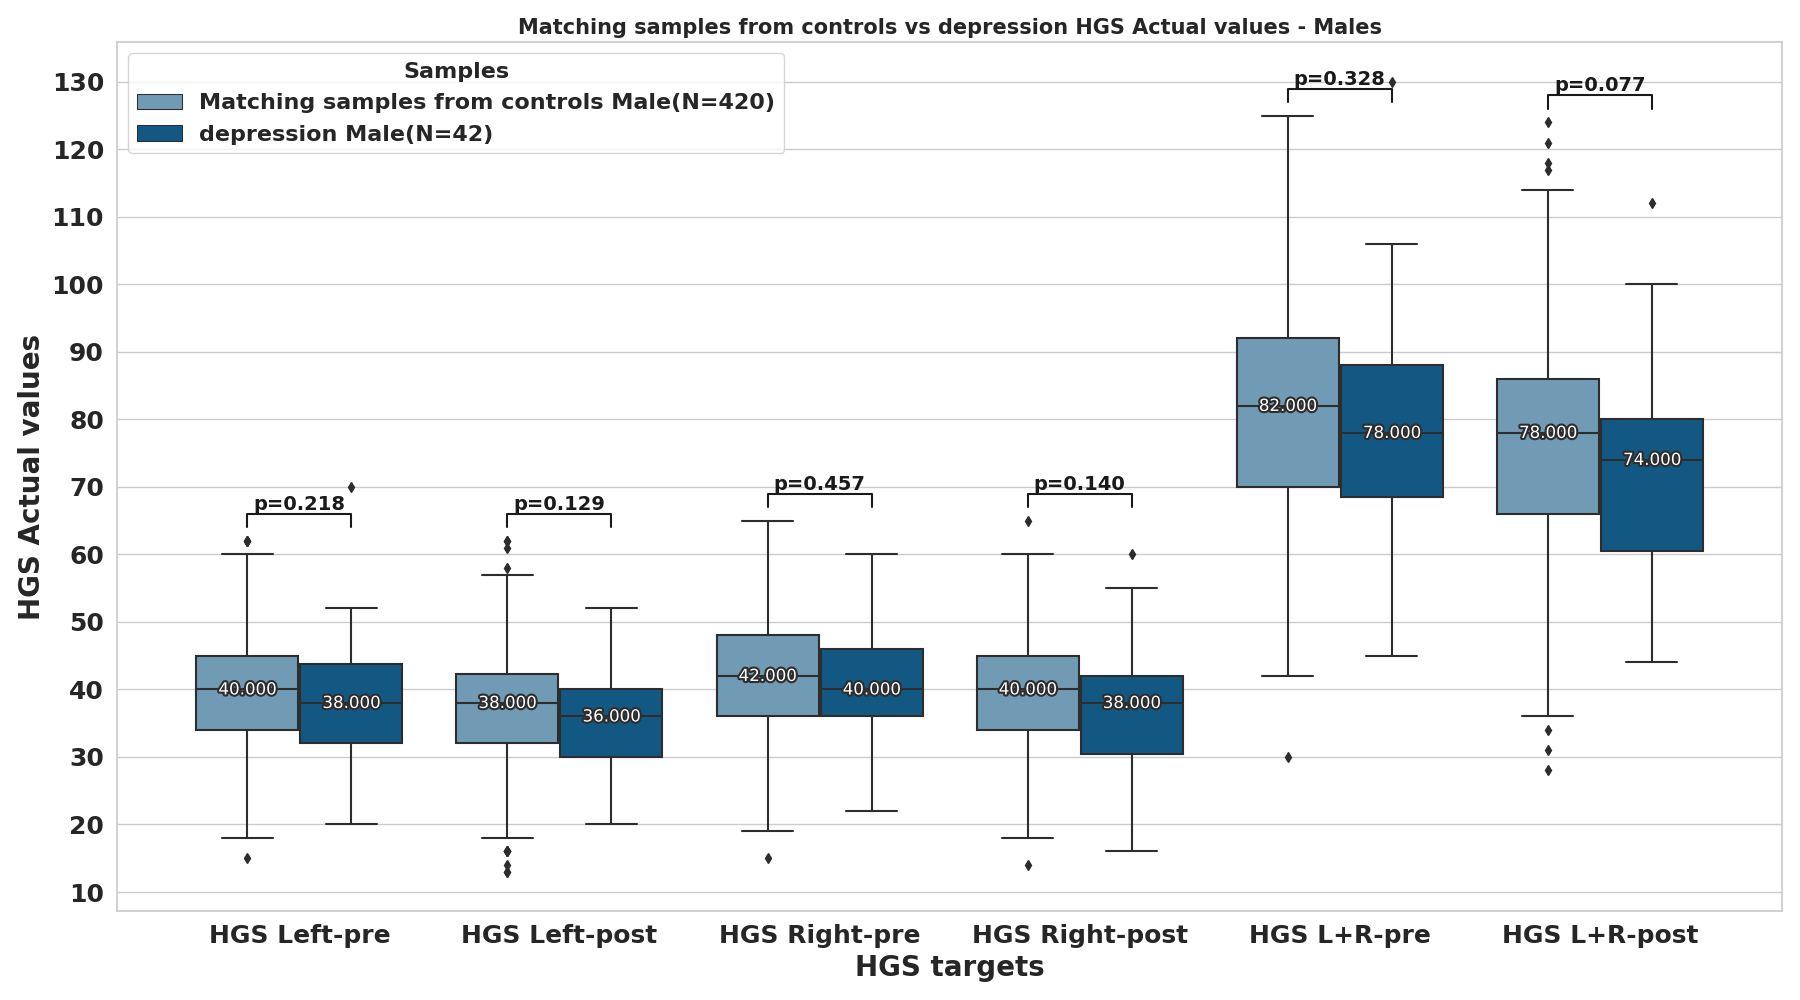 Matching samples from controls vs depression HGS Actual values - Males
Samples
Matching samples from controls Male(N=420)
depression Male(N=42)
HGS Actual values
130
120
110
100
90
80
70
60
50
40
30
20
10
p=0.218
p=0.129
p=0.457
p=0.140
p=0.328
p=0.077
40.000
38.000
38.000
36.000
42.000
40.000
40.000
38.000
82.000
78.000
78.000
74.000
HGS Left-pre
HGS Left-post
HGS Right-pre
HGS Right-post
HGS L+R-pre
HGS L+R-post
HGS targets